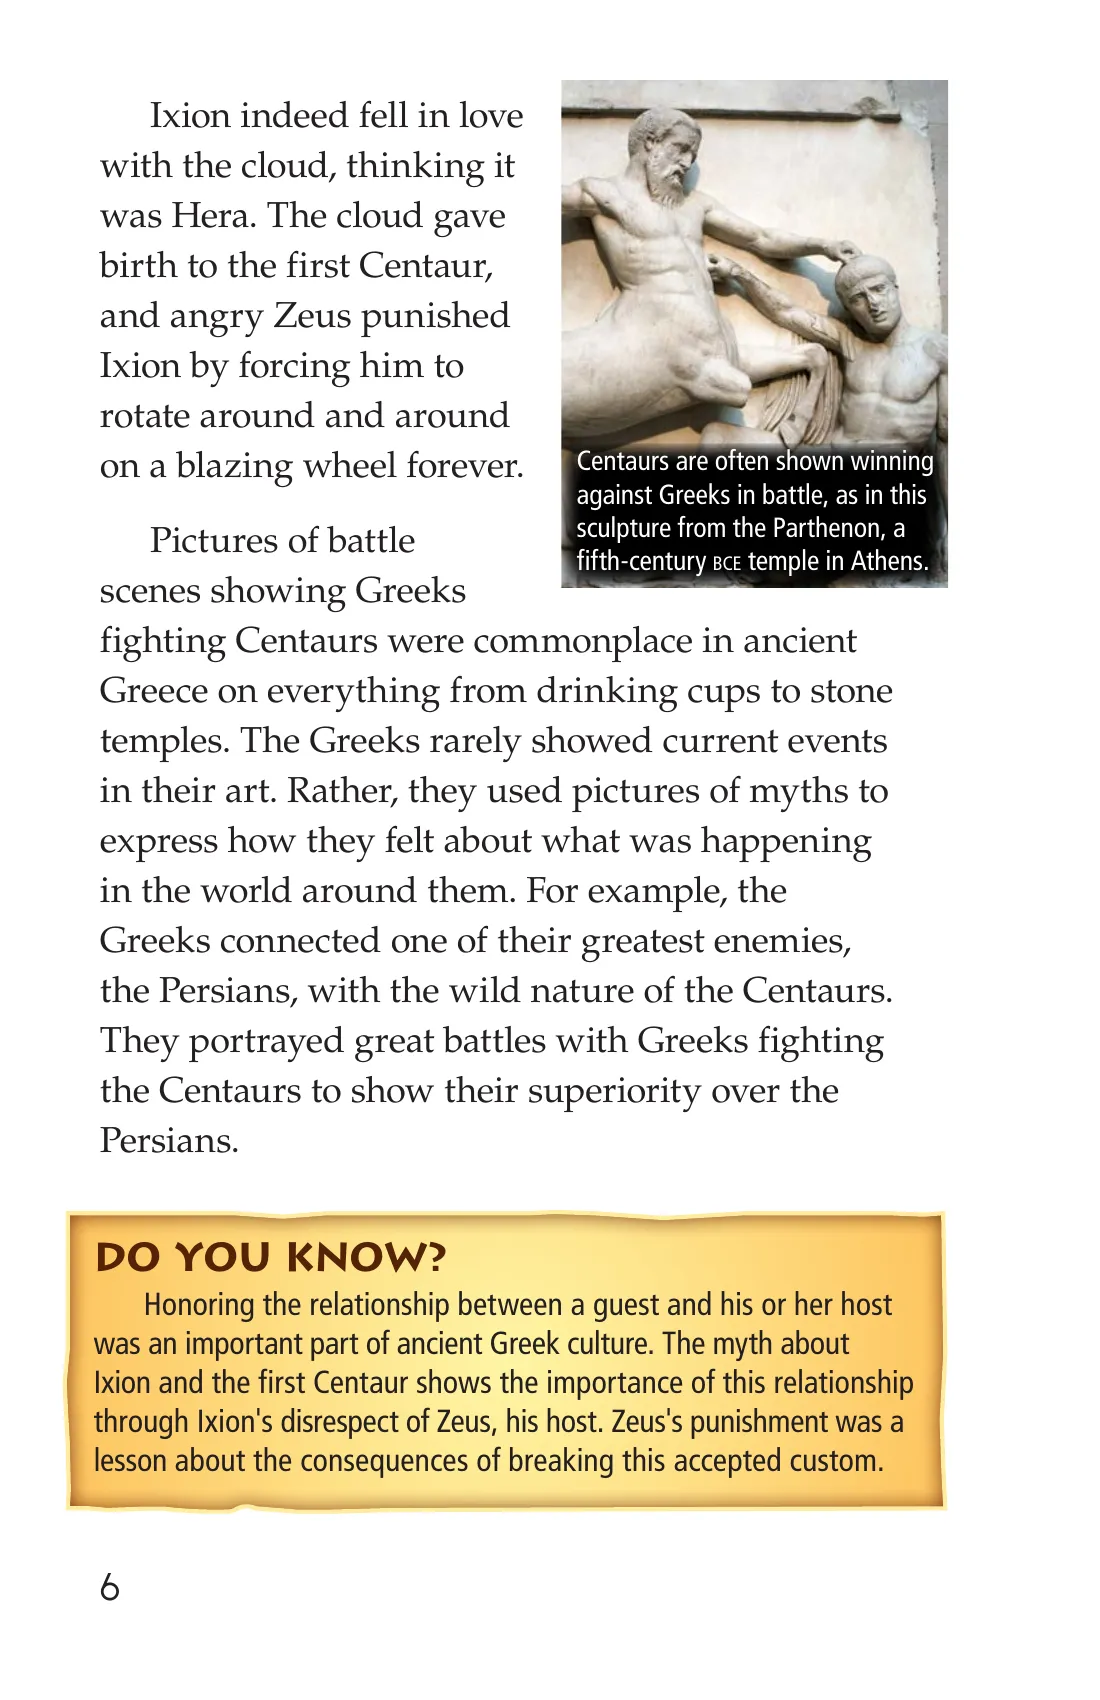 Ixion indeed fell in love
with the cloud, thinking it
was Hera. The cloud gave
birth to the first Centaur,
and angry Zeus punished
Ixion by forcing him to
rotate around and around
on a blazing wheel forever.
Centaurs are often shown winning
against Greeks in battle, as in this
sculpture from the Parthenon, a
fifth-century BCE temple in Athens.
Pictures of battle
scenes showing Greeks
fighting Centaurs were commonplace in ancient
Greece on everything from drinking cups to stone
temples. The Greeks rarely showed current events
in their art. Rather, they used pictures of myths to
express how they felt about what was happening
in the world around them. For example, the
Greeks connected one of their greatest enemies,
the Persians, with the wild nature of the Centaurs.
They portrayed great battles with Greeks fighting
the Centaurs to show their superiority over the
Persians.
DO YOU KNOW?
Honoring the relationship between a guest and his or her host
was an important part of ancient Greek culture. The myth about
Ixion and the first Centaur shows the importance of this relationship
through Ixion's disrespect of Zeus, his host. Zeus's punishment was a
lesson about the consequences of breaking this accepted custom.
6